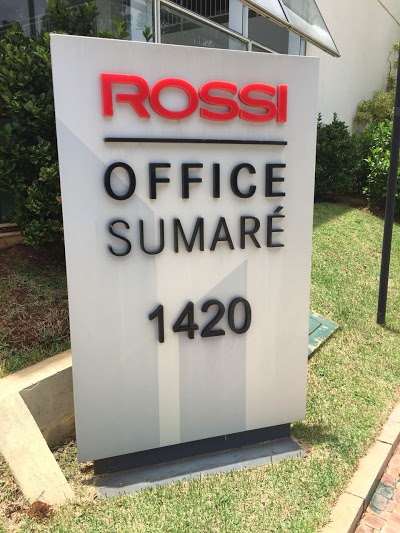 ROSSI
OFFICE
SUMARÉ
1420